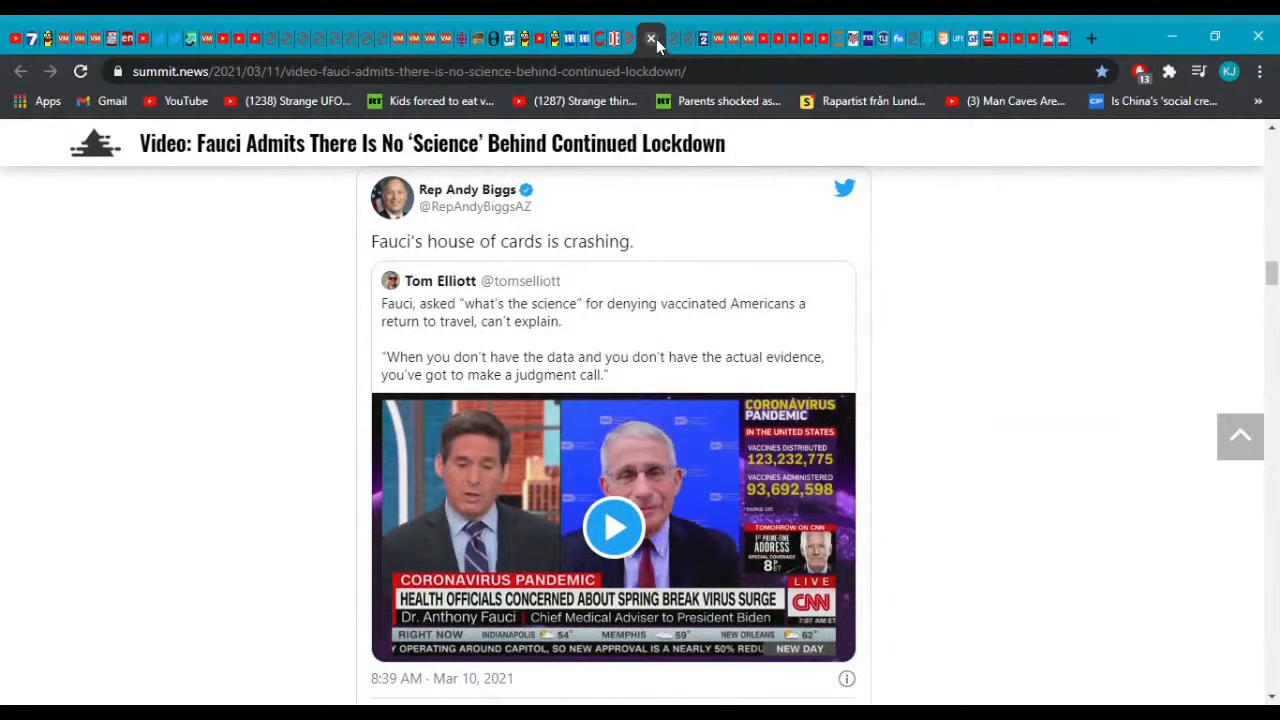 summit.news/2021/03/11/video-fauci-admits-there-is-no-science-behind-continued-lockdown/
13
KJ
Apps
Gmail
YouTube
(1238) Strange UFO...
Kids forced to eat v...
(1287) Strange thin...
Parents shocked as...
Rapartist från Lund...
(3) Man Caves Are...
Is China's 'social cre...
»
Video: Fauci Admits There Is No ‘Science’ Behind Continued Lockdown
Rep Andy Biggs
@RepAndyBiggsAZ
Fauci's house of cards is crashing.
Tom Elliott @tomselliott
Fauci, asked “what’s the science” for denying vaccinated Americans a
return to travel, can’t explain.
“When you don’t have the data and you don’t have the actual evidence,
you’ve got to make a judgment call.”
CORONAVIRUS
PANDEMIC
IN THE UNITED STATES
VACCINES DISTRIBUTED
123,232,775
VACCINES ADMINISTERED
93,692,598
TOMORROW ON CNN
1ST PRIME-TIME
ADDRESS
SPECIAL COVERAGE
8P ET
CORONAVIRUS PANDEMIC
HEALTH OFFICIALS CONCERNED ABOUT SPRING BREAK VIRUS SURGE
Dr. Anthony Fauci | Chief Medical Adviser to President Biden
LIVE
CNN
7:07 AM ET
RIGHT NOW INDIANAPOLIS 54° MEMPHIS 59° NEW ORLEANS 62°
Y OPERATING AROUND CAPITOL, SO NEW APPROVAL IS A NEARLY 50% REDU
NEW DAY
8:39 AM · Mar 10, 2021